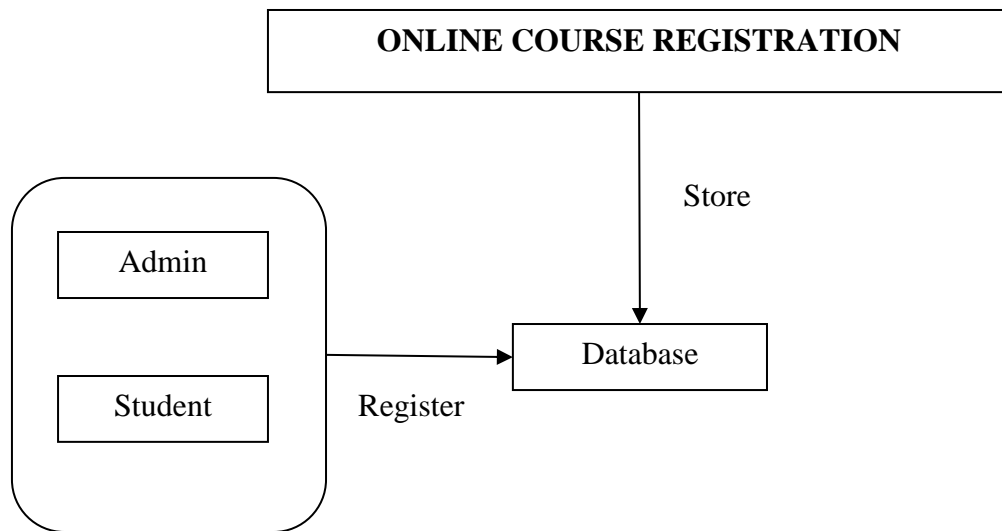 ONLINE COURSE REGISTRATION
Store
Admin
Database
Student
Register